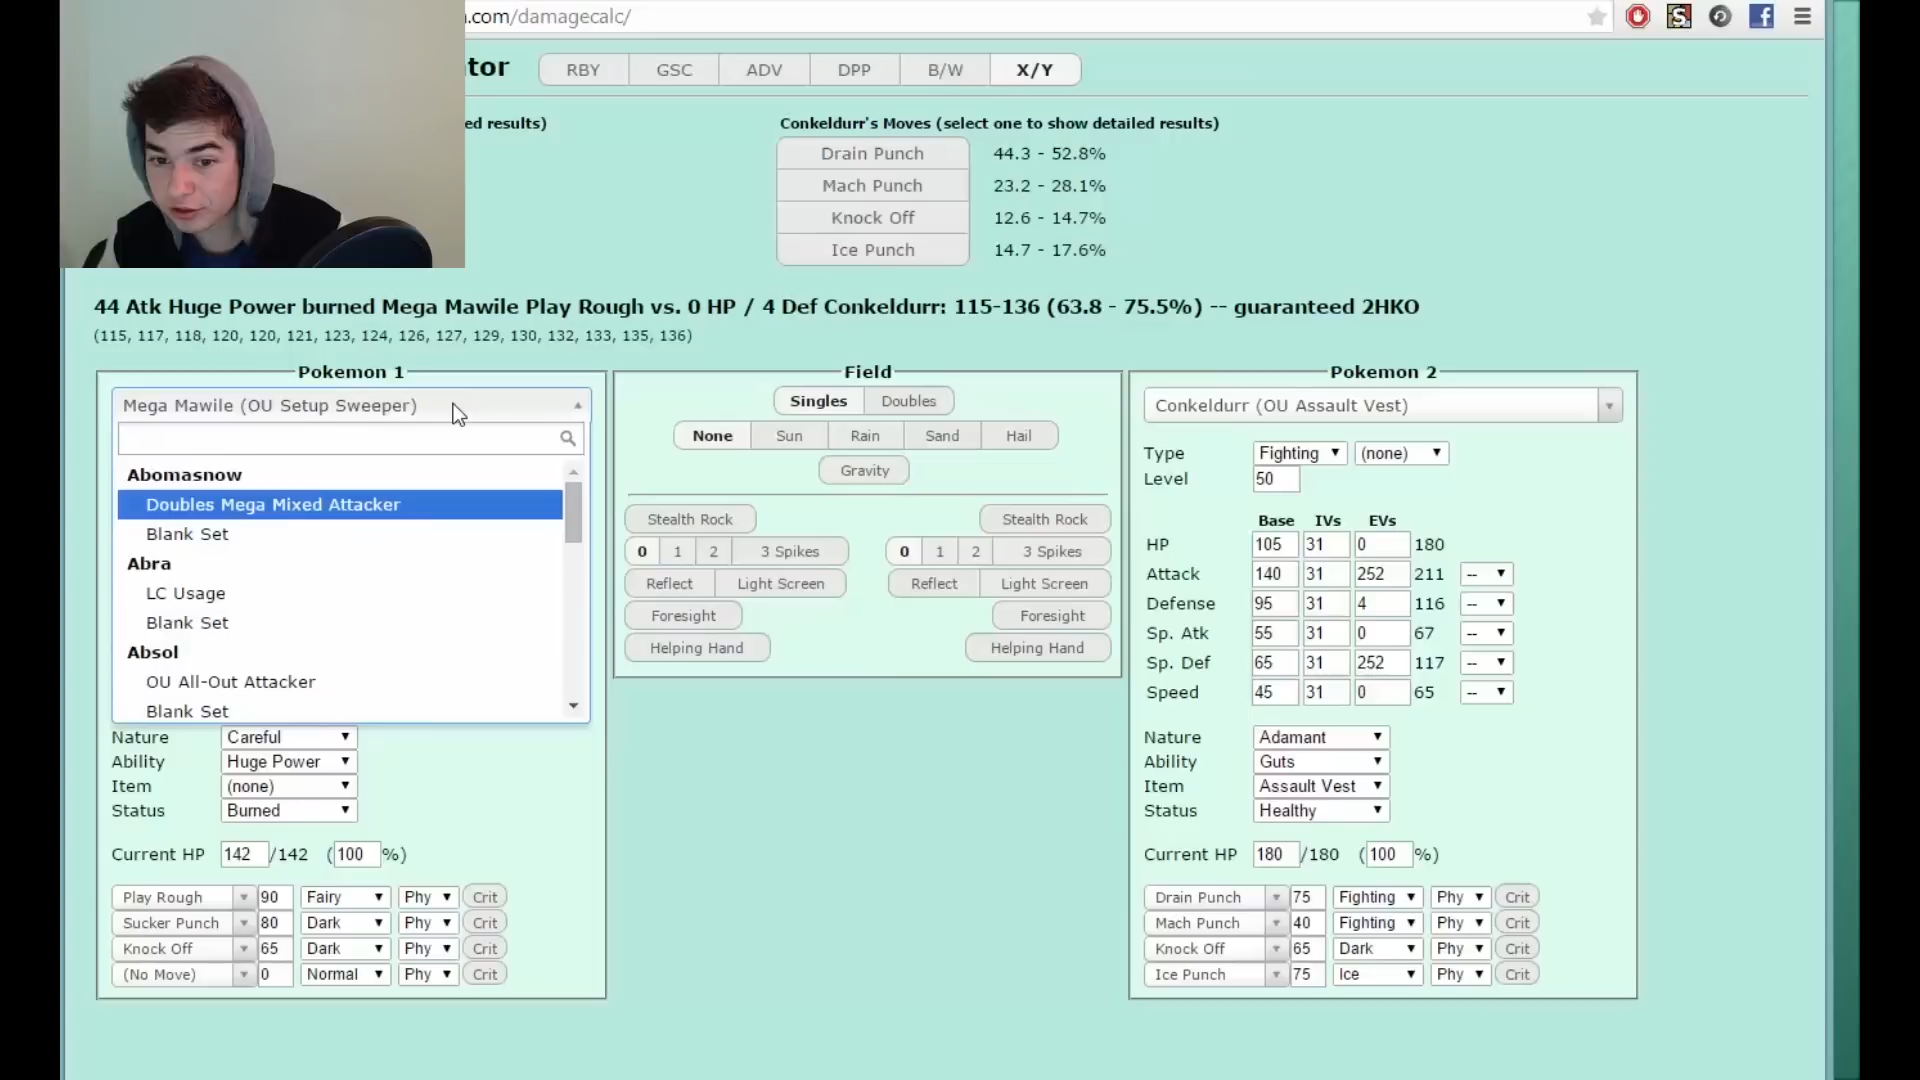 .com/damagecalc/
tor
RBY GSC ADV DPP B/W X/Y
ed results)
Conkeldurr's Moves (select one to show detailed results)
Drain Punch 44.3 - 52.8%
Mach Punch 23.2 - 28.1%
Knock Off 12.6 - 14.7%
Ice Punch 14.7 - 17.6%
44 Atk Huge Power burned Mega Mawile Play Rough vs. 0 HP / 4 Def Conkeldurr: 115-136 (63.8 - 75.5%) -- guaranteed 2HKO
(115, 117, 118, 120, 120, 121, 123, 124, 126, 127, 129, 130, 132, 133, 135, 136)
Pokemon 1
Mega Mawile (OU Setup Sweeper)
Abomasnow
Doubles Mega Mixed Attacker
Blank Set
Abra
LC Usage
Blank Set
Absol
OU All-Out Attacker
Blank Set
Nature Careful
Ability Huge Power
Item (none)
Status Burned
Current HP 142 /142 (100 %)
Play Rough 90 Fairy Phy Crit
Sucker Punch 80 Dark Phy Crit
Knock Off 65 Dark Phy Crit
(No Move) 0 Normal Phy Crit
Field
Singles Doubles
None Sun Rain Sand Hail
Gravity
Stealth Rock Stealth Rock
0 1 2 3 Spikes 0 1 2 3 Spikes
Reflect Light Screen Reflect Light Screen
Foresight Foresight
Helping Hand Helping Hand
Pokemon 2
Conkeldurr (OU Assault Vest)
Type Fighting (none)
Level 50
Base IVs EVs
HP 105 31 0 180
Attack 140 31 252 211 --
Defense 95 31 4 116 --
Sp. Atk 55 31 0 67 --
Sp. Def 65 31 252 117 --
Speed 45 31 0 65 --
Nature Adamant
Ability Guts
Item Assault Vest
Status Healthy
Current HP 180 /180 (100 %)
Drain Punch 75 Fighting Phy Crit
Mach Punch 40 Fighting Phy Crit
Knock Off 65 Dark Phy Crit
Ice Punch 75 Ice Phy Crit